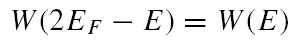 W(2E_F − E) = W(E)